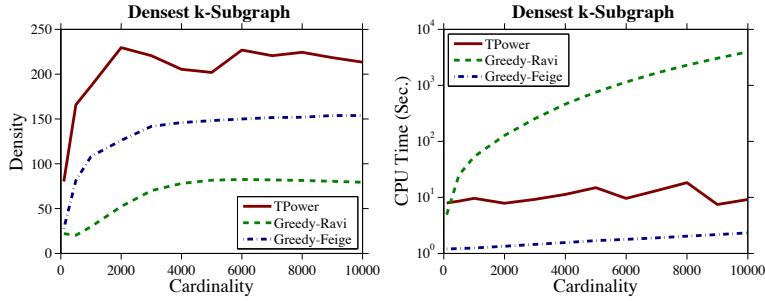 Densest k-Subgraph
250
200
150
100
50
0
Density
0 2000 4000 6000 8000 10000
Cardinality
TPower
Greedy-Ravi
Greedy-Feige
Densest k-Subgraph
10^4
10^3
10^2
10^1
10^0
CPU Time (Sec.)
0 2000 4000 6000 8000 10000
Cardinality
TPower
Greedy-Ravi
Greedy-Feige